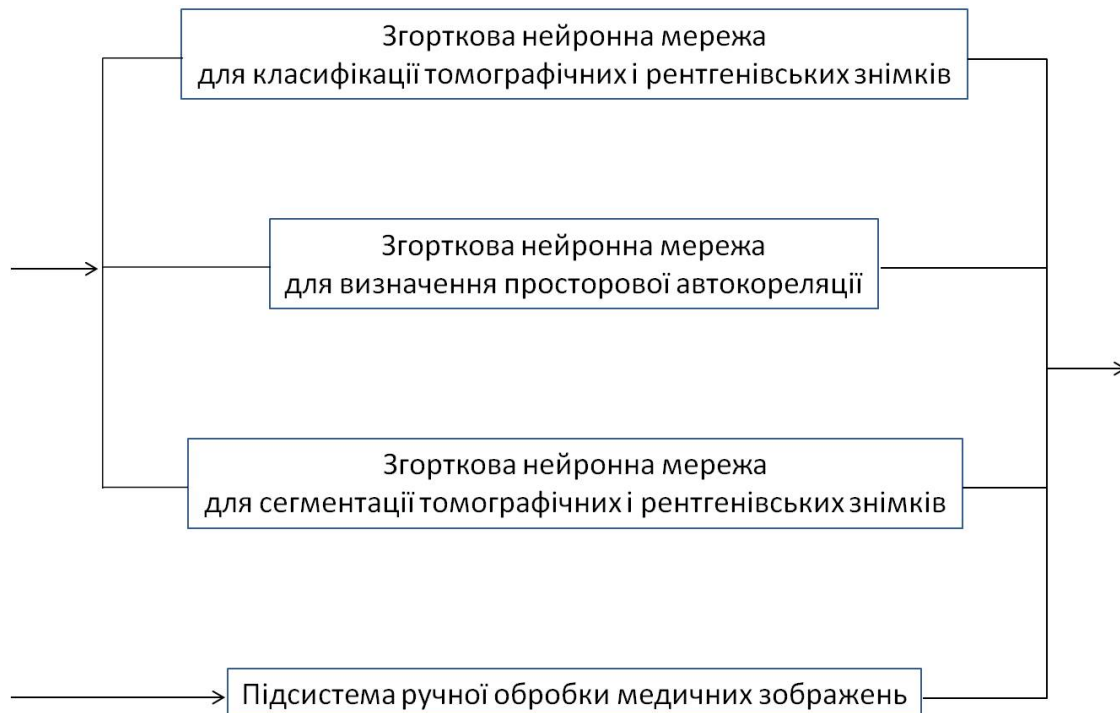 Згорткова нейронна мережа
для класифікації томографічних і рентгенівських знімків
Згорткова нейронна мережа
для визначення просторової автокореляції
Згорткова нейронна мережа
для сегментації томографічних і рентгенівських знімків
Підсистема ручної обробки медичних зображень